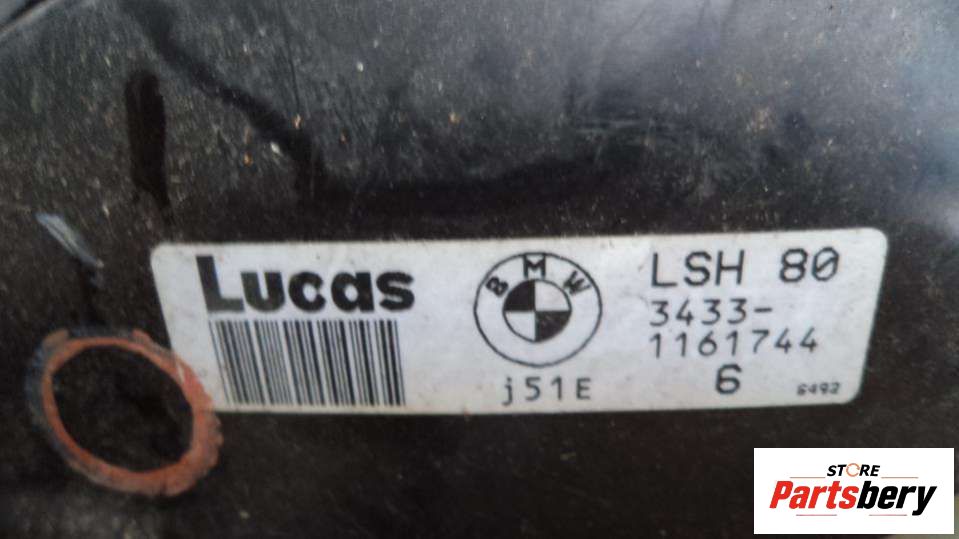 Lucas
BMW
j51E
LSH 80
3433-
1161744
6
6492
STORE
Partsbery